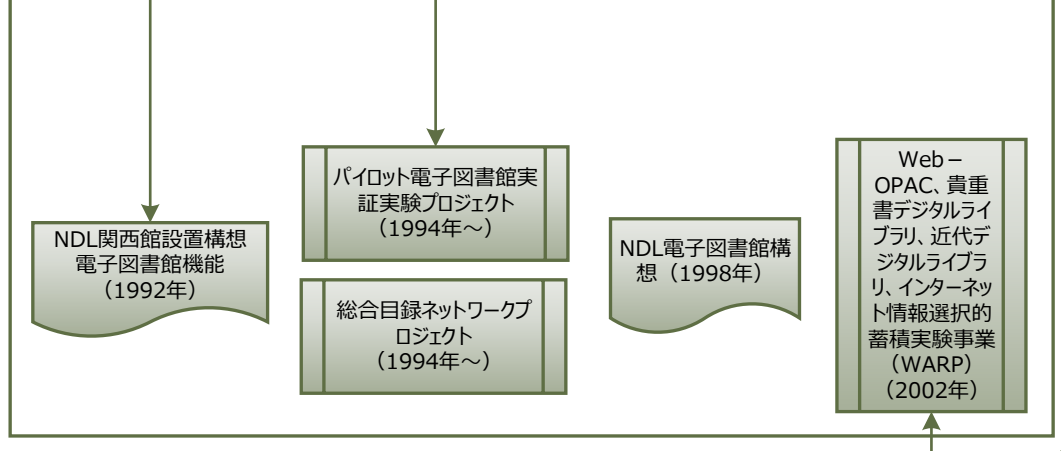 NDL関西館設置構想
電子図書館機能
（1992年）
パイロット電子図書館実
証実験プロジェクト
（1994年～）
総合目録ネットワークプ
ロジェクト
（1994年～）
NDL電子図書館構
想（1998年）
Web－
OPAC、貴重
書デジタルライ
ブラリ、近代デ
ジタルライブラ
リ、インターネッ
ト情報選択的
蓄積実験事業
（WARP）
（2002年）